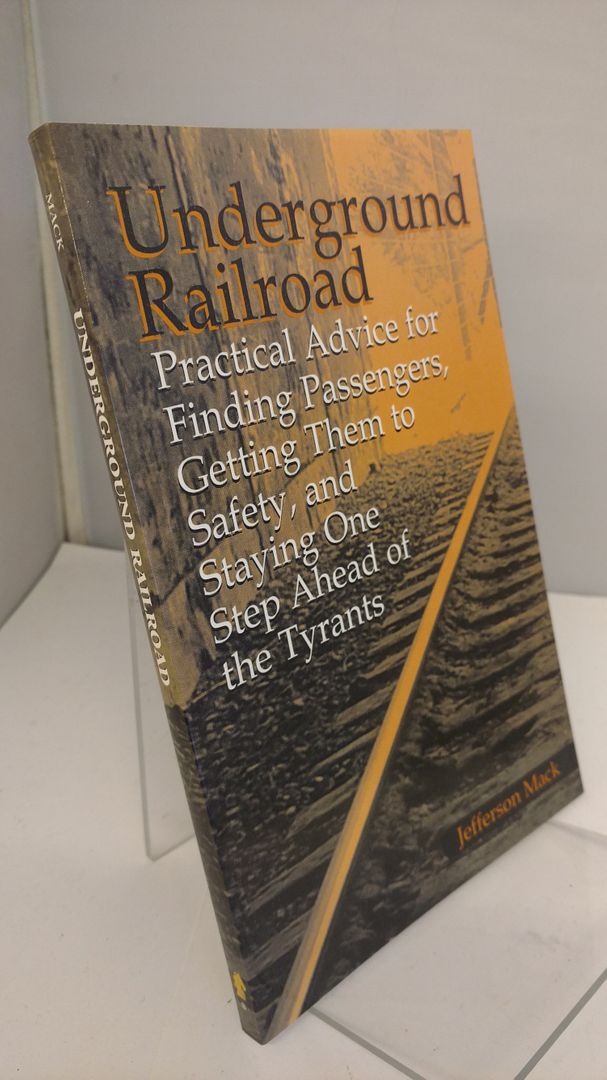 MACK
UNDERGROUND RAILROAD
Underground
Railroad
Practical Advice for
Finding Passengers,
Getting Them to
Safety, and
Staying One
Step Ahead of
the Tyrants
Jefferson Mack